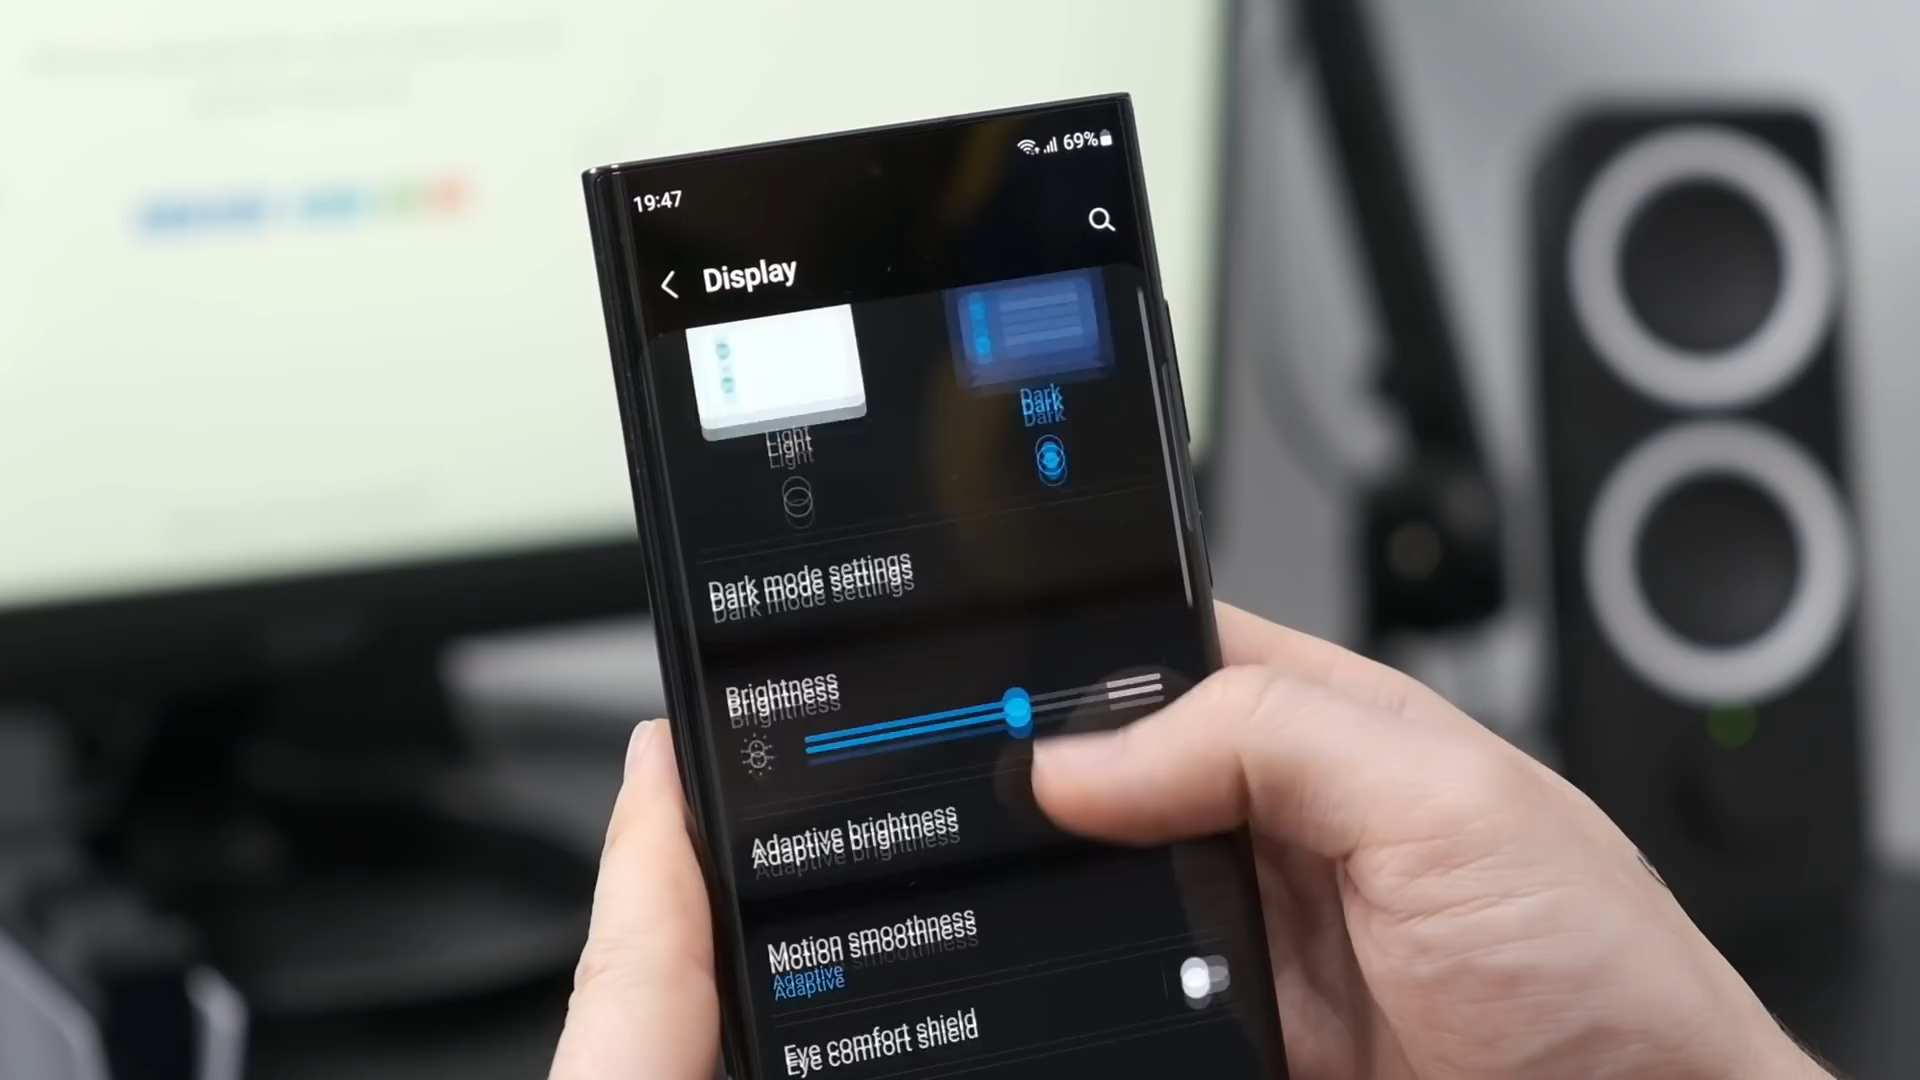 69%
19:47
Display
Light
Dark
Dark mode settings
Brightness
Adaptive brightness
Motion smoothness
Adaptive
Eye comfort shield